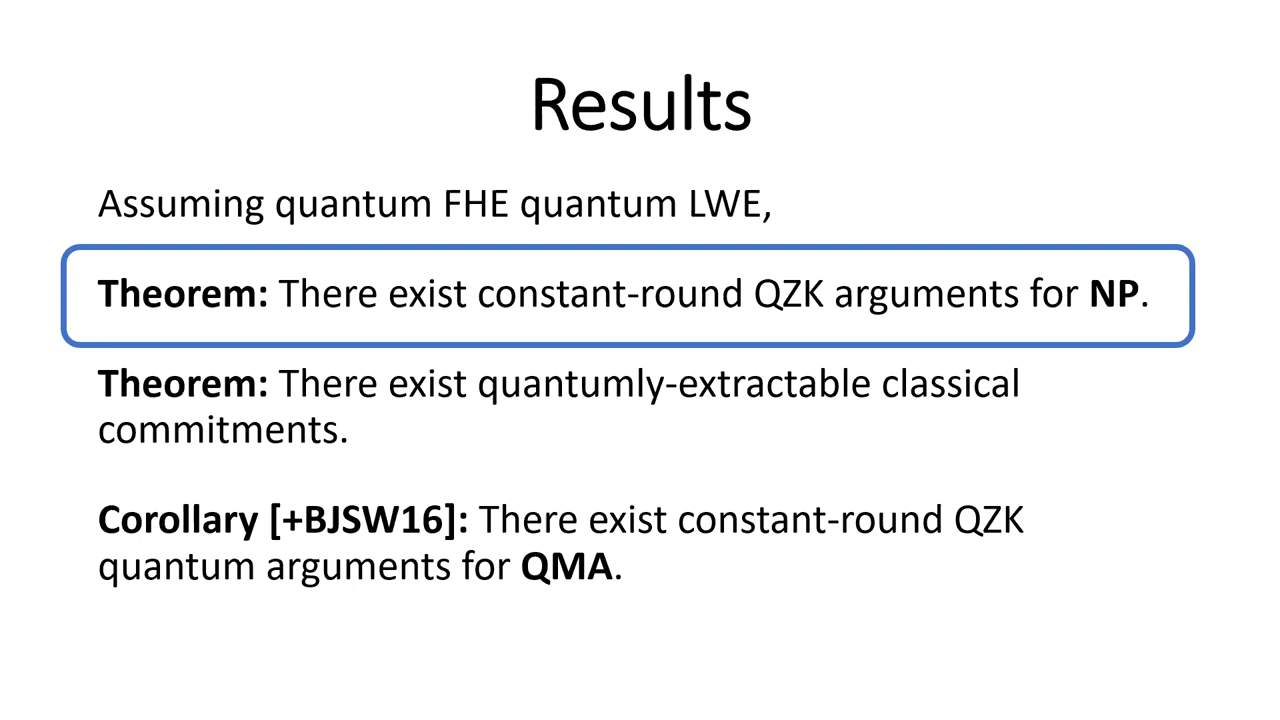 Results
Assuming quantum FHE quantum LWE,
Theorem: There exist constant-round QZK arguments for NP.
Theorem: There exist quantumly-extractable classical
commitments.
Corollary [+BJSW16]: There exist constant-round QZK
quantum arguments for QMA.